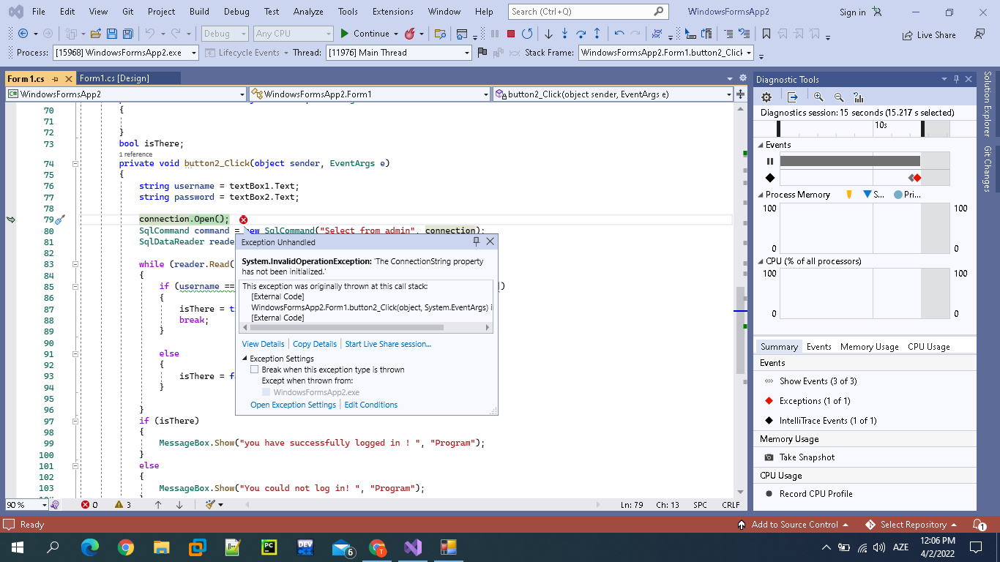 File Edit View Git Project Build Debug Test Analyze Tools Extensions Window Help Search (Ctrl+Q) WindowsFormsApp2 Sign in
Debug Any CPU Continue Live Share
Process: [15968] WindowsFormsApp2.exe Lifecycle Events Thread: [11976] Main Thread Stack Frame: WindowsFormsApp2.Form1.button2_Click
Form1.cs Form1.cs [Design]
WindowsFormsApp2 WindowsFormsApp2.Form1 button2_Click(object sender, EventArgs e)
70 {
71
72 }
73 bool isThere;
1 reference
74 private void button2_Click(object sender, EventArgs e)
75 {
76 string username = textBox1.Text;
77 string password = textBox2.Text;
78
79 connection.Open();
80 SqlCommand command = new SqlCommand("Select from admin", connection);
81 SqlDataReader reade
82
83 while (reader.Read(
84 {
85 if (username == )
86 {
87 isThere = t
88 break;
89 }
90
91 else
92 {
93 isThere = f
94 }
95
96 }
97 if (isThere)
98 {
99 MessageBox.Show("you have successfully logged in ! ", "Program");
100 }
101 else
102 {
103 MessageBox.Show("You could not log in! ", "Program");
Exception Unhandled
System.InvalidOperationException: 'The ConnectionString property
has not been initialized.'
This exception was originally thrown at this call stack:
[External Code]
WindowsFormsApp2.Form1.button2_Click(object, System.EventArgs) i
[External Code]
View Details Copy Details Start Live Share session...
Exception Settings
Break when this exception type is thrown
Except when thrown from:
WindowsFormsApp2.exe
Open Exception Settings Edit Conditions
90 % 0 3 Ln: 79 Ch: 13 SPC CRLF
Diagnostic Tools
Diagnostic session: 15 seconds (15.217 s selected)
10s
Events
Process Memory S... Pri...
100 100
0 0
CPU (% of all processors)
100 100
0 0
Summary Events Memory Usage CPU Usage
Events
Show Events (3 of 3)
Exceptions (1 of 1)
IntelliTrace Events (1 of 1)
Memory Usage
Take Snapshot
CPU Usage
Record CPU Profile
Solution Explorer
Git Changes
Ready Add to Source Control Select Repository 1
PC DEV 6 1 AZE 12:06 PM
4/2/2022